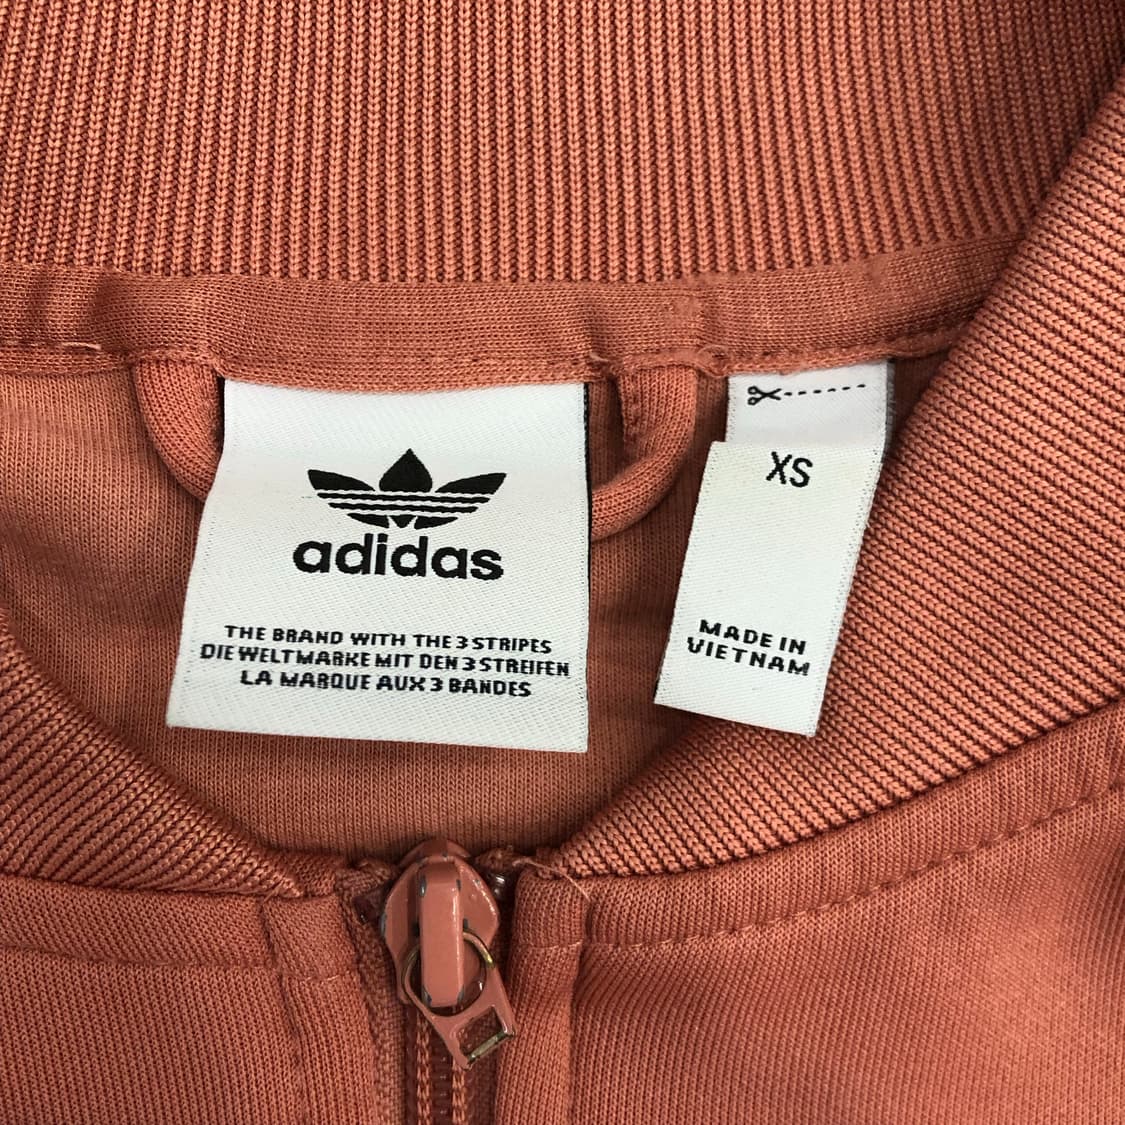 adidas
THE BRAND WITH THE 3 STRIPES
DIE WELTMARKE MIT DEN 3 STREIFEN
LA MARQUE AUX 3 BANDES
XS
MADE IN
VIETNAM